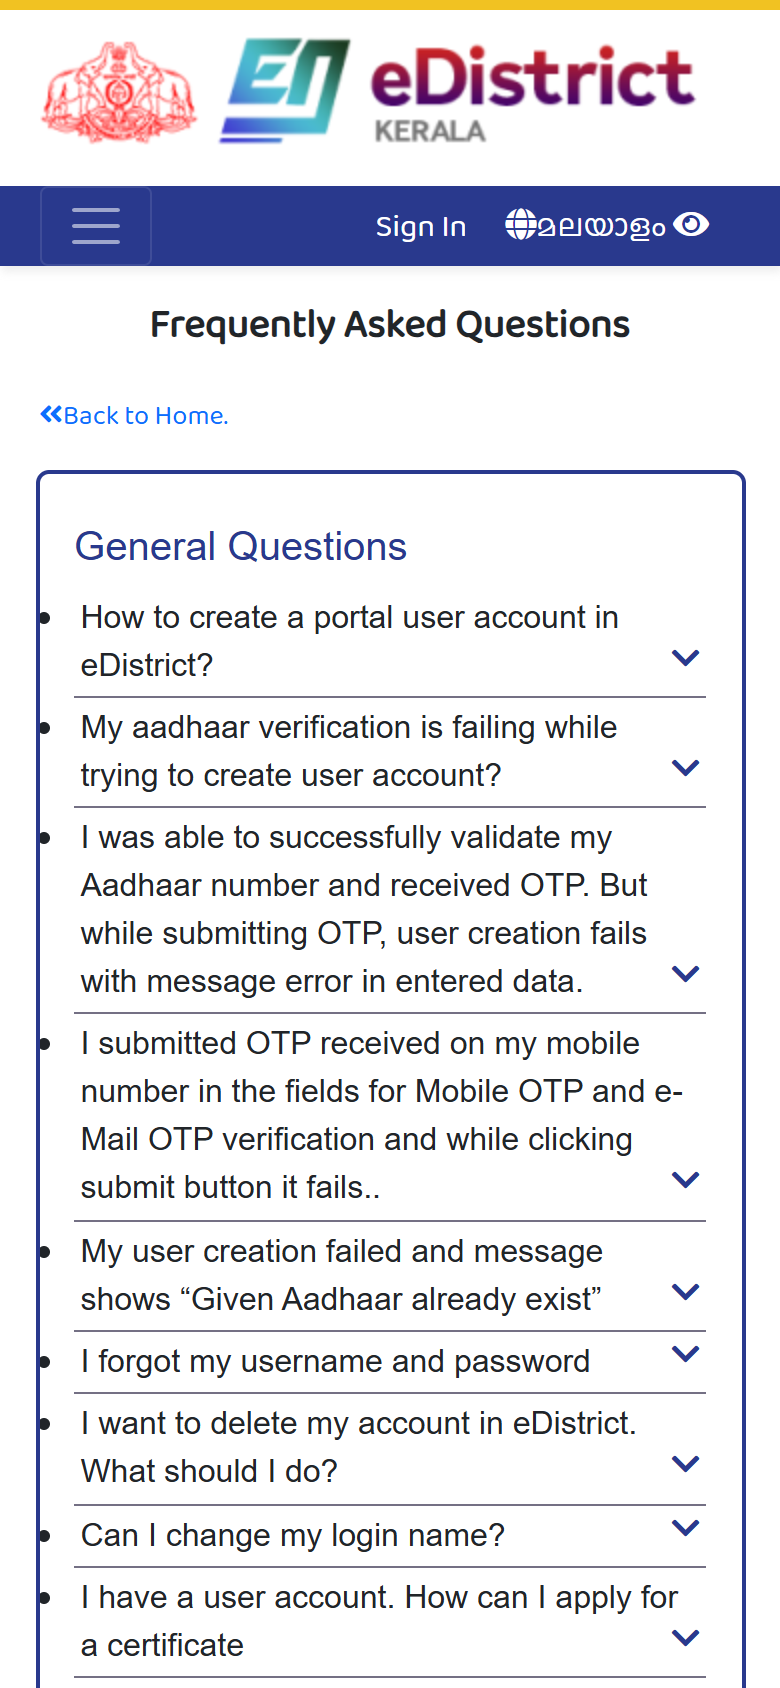 eDistrict
KERALA
Sign In മലയാളം
Frequently Asked Questions
Back to Home.
General Questions
How to create a portal user account in
eDistrict?
My aadhaar verification is failing while
trying to create user account?
I was able to successfully validate my
Aadhaar number and received OTP. But
while submitting OTP, user creation fails
with message error in entered data.
I submitted OTP received on my mobile
number in the fields for Mobile OTP and e-
Mail OTP verification and while clicking
submit button it fails..
My user creation failed and message
shows “Given Aadhaar already exist”
I forgot my username and password
I want to delete my account in eDistrict.
What should I do?
Can I change my login name?
I have a user account. How can I apply for
a certificate